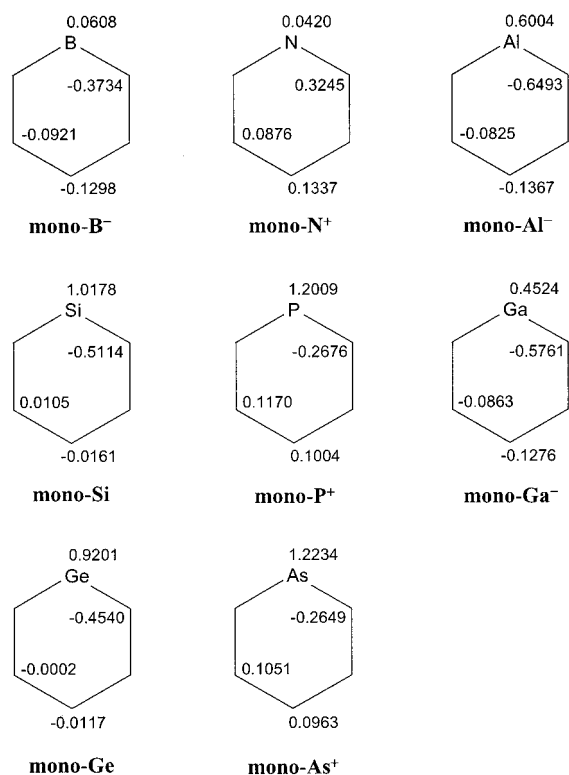 0.0608 0.0420 0.6004
B N Al
-0.3734 0.3245 -0.6493
-0.0921 0.0876 -0.0825
-0.1298 0.1337 -0.1367
mono-B⁻ mono-N⁺ mono-Al⁻
1.0178 1.2009 0.4524
Si P Ga
-0.5114 -0.2676 -0.5761
0.0105 0.1170 -0.0863
-0.0161 0.1004 -0.1276
mono-Si mono-P⁺ mono-Ga⁻
0.9201 1.2234
Ge As
-0.4540 -0.2649
-0.0002 0.1051
-0.0117 0.0963
mono-Ge mono-As⁺